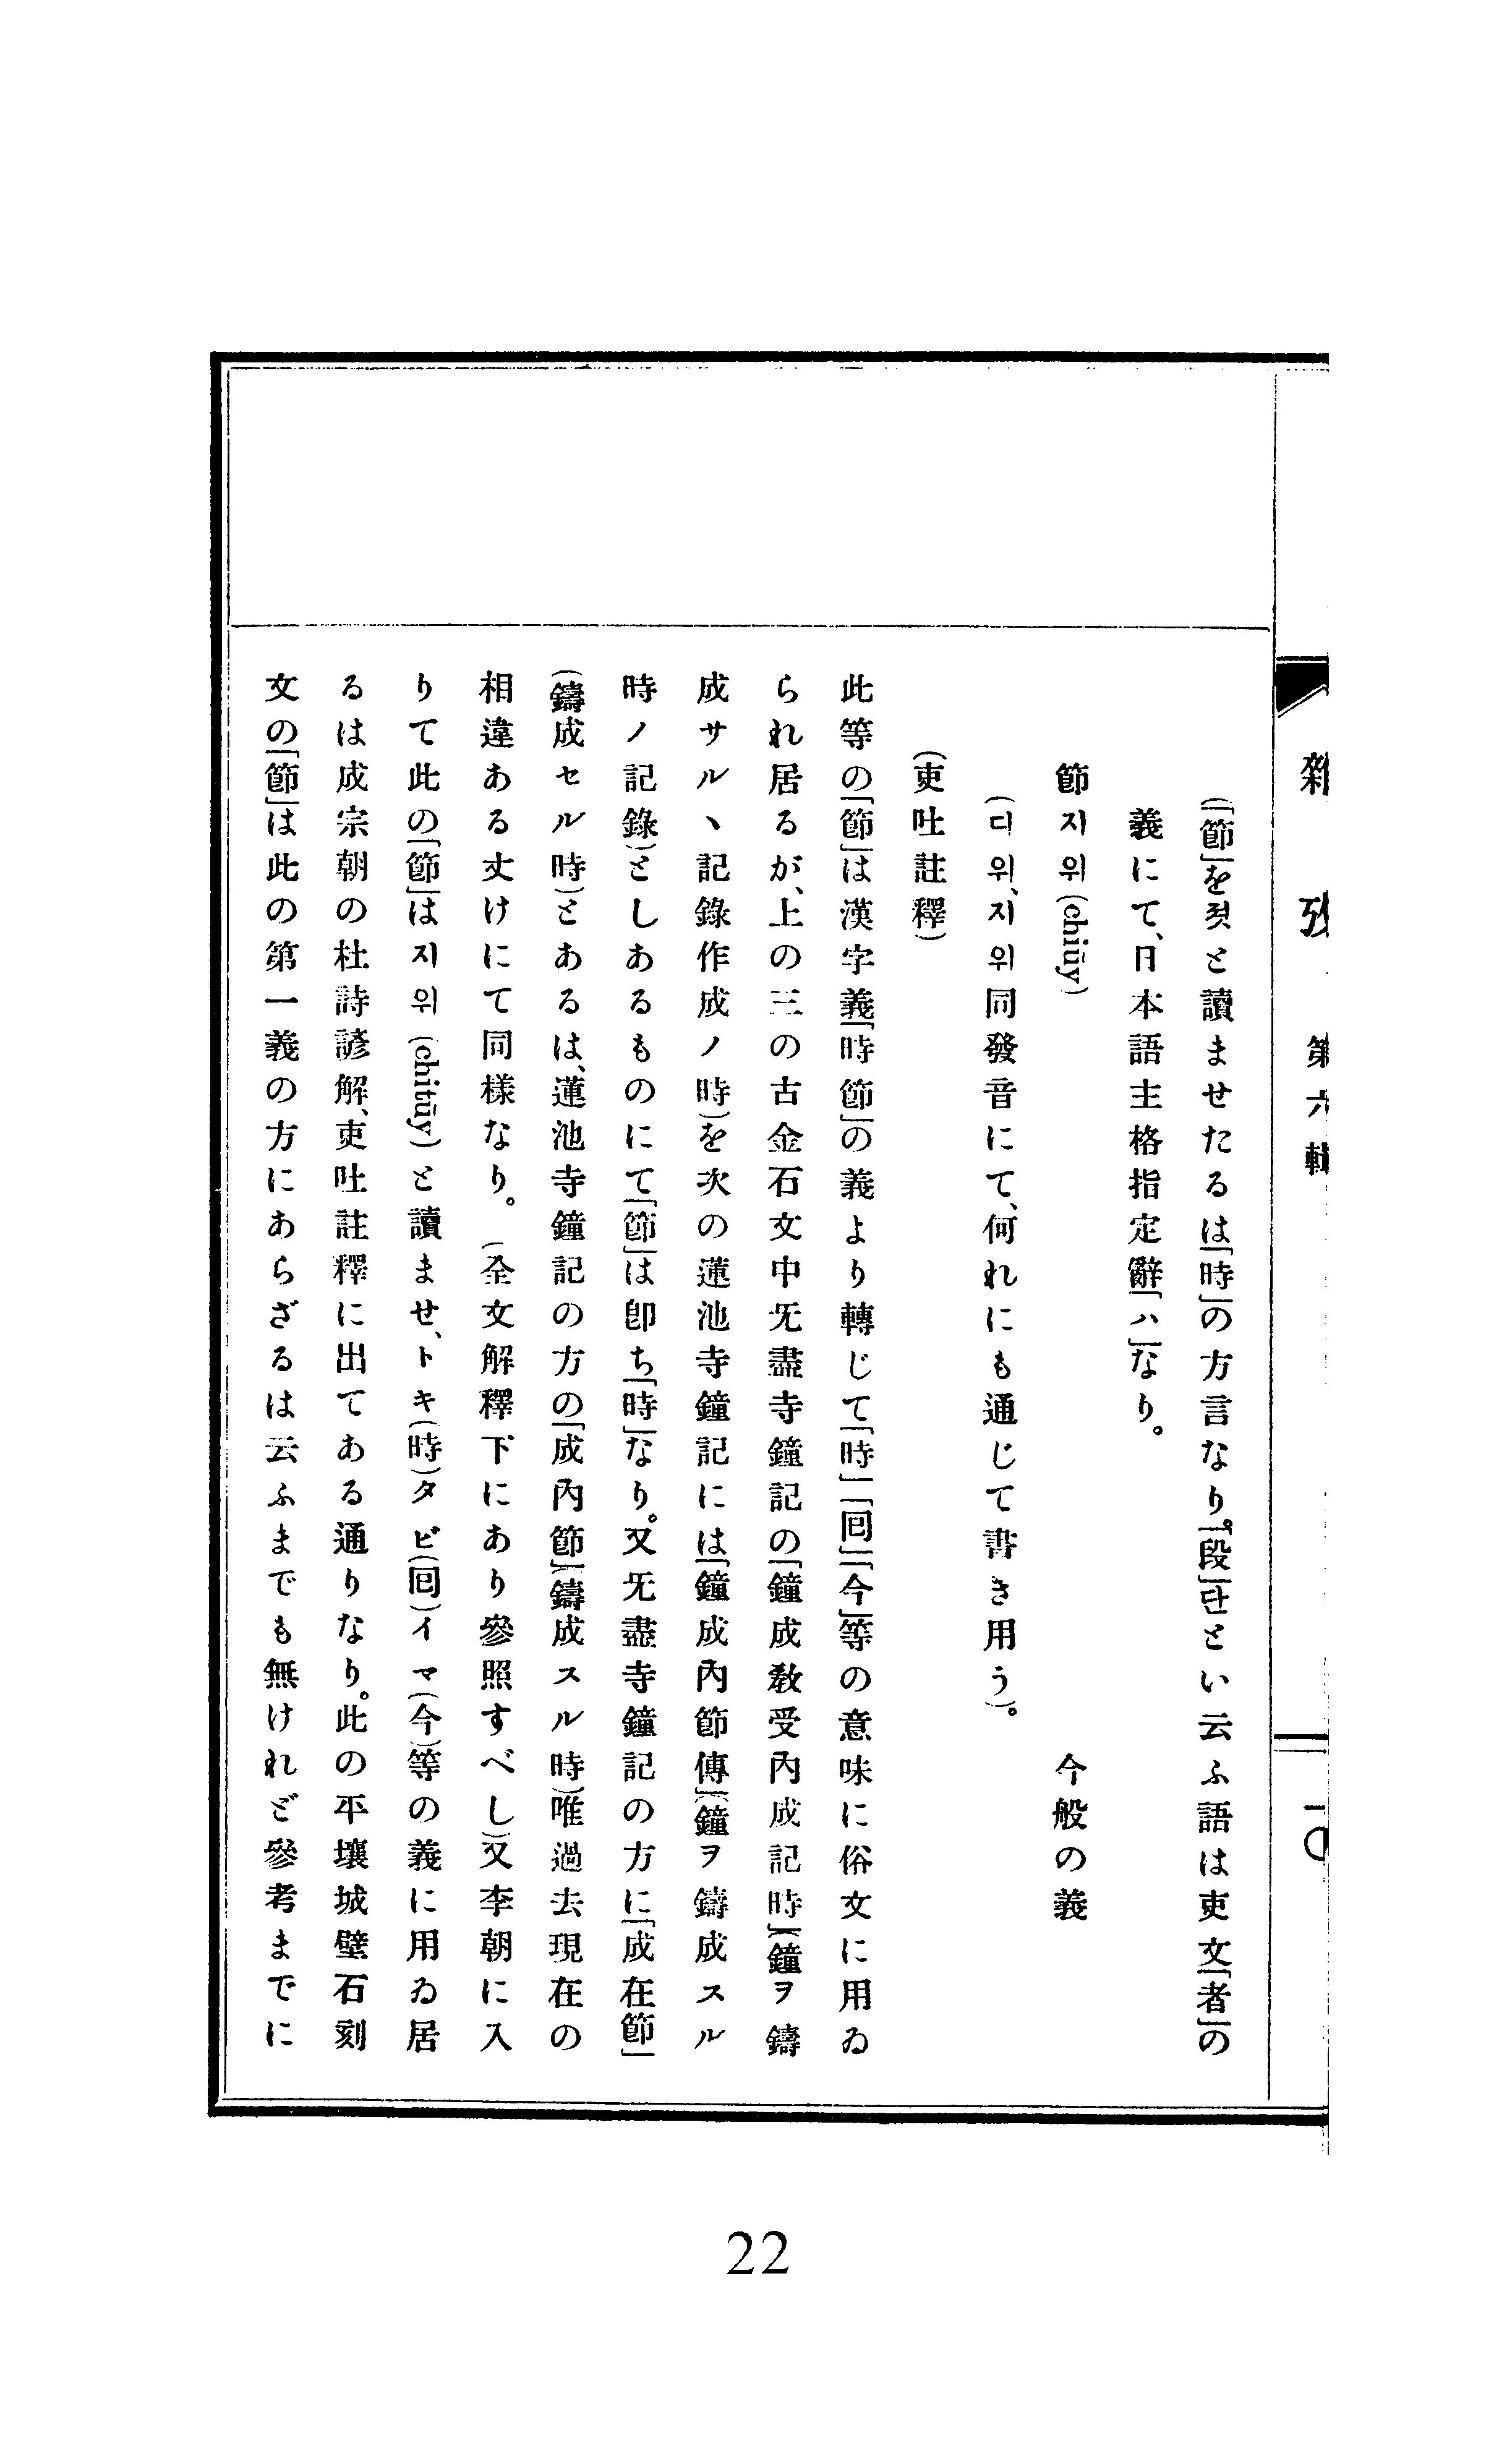 雜攷 第六輯 一〇
(「節」を젓と讀ませたるは「時」の方言なり。「段」단とい云ふ語は吏文「者」の
義にて、日本語主格指定辭「ハ」なり。
節지위(chiūy) 今般の義
(디위、지위同發音にて、何れにも通じて書き用う)。
(吏吐註釋)
此等の「節」は漢字義「時節」の義より轉じて「時」「囘」「今」等の意味に俗文に用ゐ
られ居るが、上の三の古金石文中旡盡寺鐘記の「鐘成敎受內成記時」(鐘ヲ鑄
成サルヽ記錄作成ノ時)を次の蓮池寺鐘記には「鐘成內節傳」(鐘ヲ鑄成スル
時ノ記錄)としあるものにて「節」は卽ち「時」なり。又旡盡寺鐘記の方に「成在節」
(鑄成セル時)とあるは、蓮池寺鐘記の方の「成內節」(鑄成スル時)唯過去現在の
相違ある丈けにて同樣なり。(全文解釋下にあり參照すべし)又李朝に入
りて此の「節」は지위(chitūy)と讀ませ、トキ(時)タビ(囘)イマ(今)等の義に用ゐ居
るは成宗朝の杜詩諺解、吏吐註釋に出てある通りなり。此の平壤城壁石刻
文の「節」は此の第一義の方にあらざるは云ふまでも無けれど參考までに
22